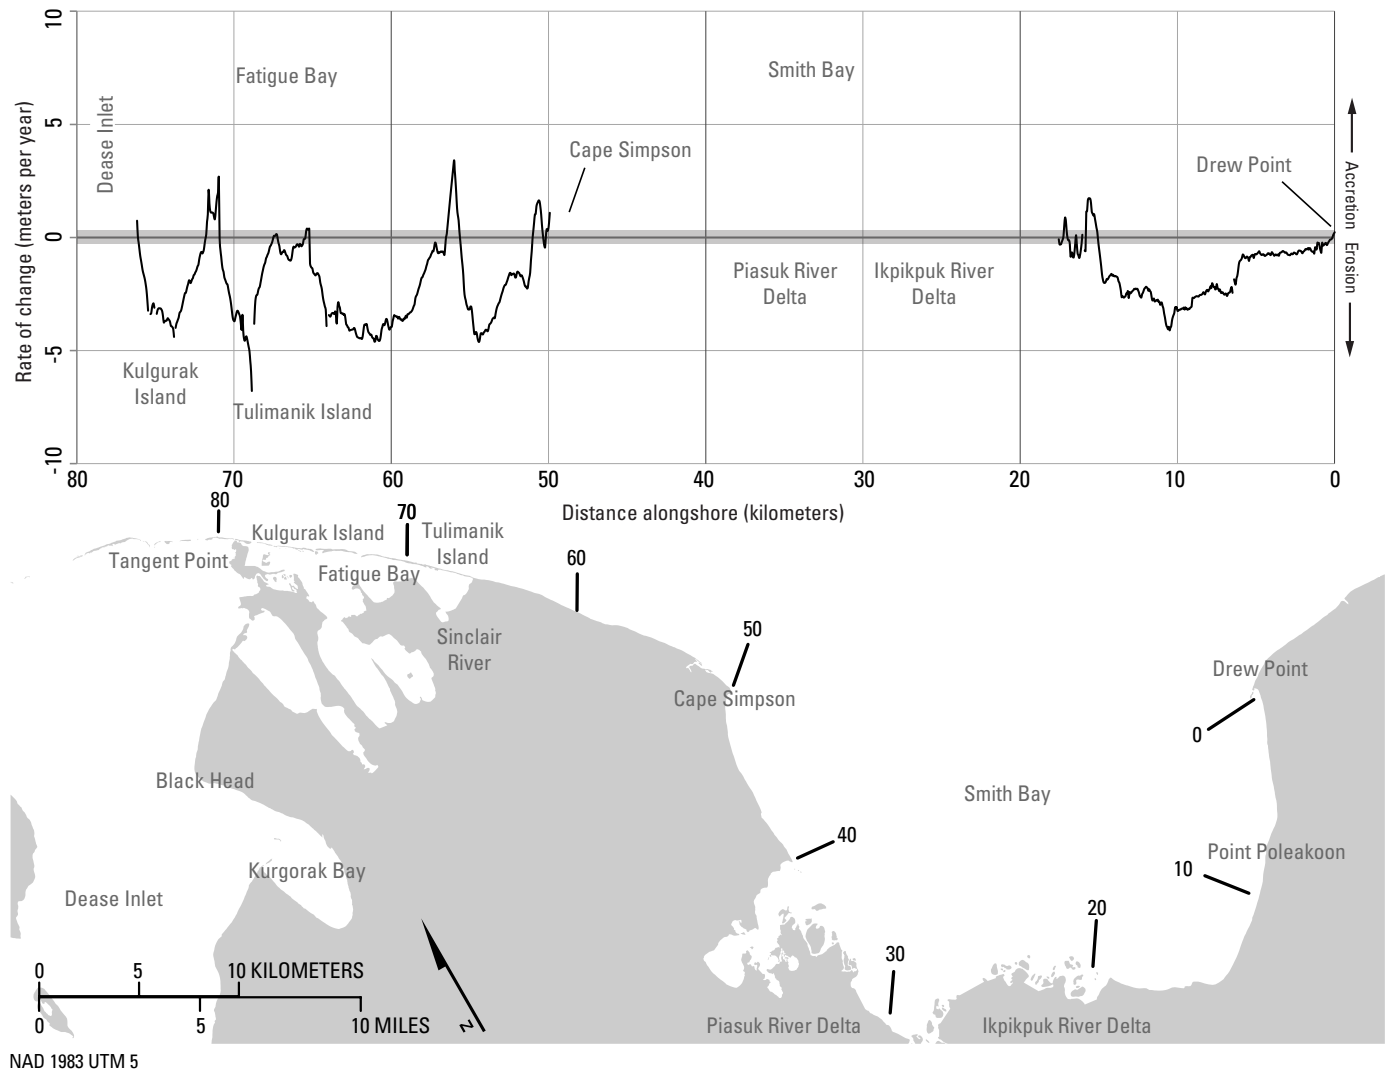 10
Fatigue Bay
Smith Bay
Dease Inlet
5
Rate of change (meters per year)
Cape Simpson
Drew Point
Accretion
Erosion
0
Piasuk River
Delta
Ikpikpuk River
Delta
-5
Kulgurak
Island
Tulimanik Island
-10
80 70 60 50 40 30 20 10 0
Distance alongshore (kilometers)
80
70
Kulgurak Island
Tulimanik
Island
Tangent Point
Fatigue Bay
60
50
Sinclair
River
Cape Simpson
Drew Point
0
Black Head
Smith Bay
40
Point Poleakoon
10
Kurgorak Bay
Dease Inlet
20
30
0 5 10 KILOMETERS
0 5 10 MILES
N
Piasuk River Delta
Ikpikpuk River Delta
NAD 1983 UTM 5